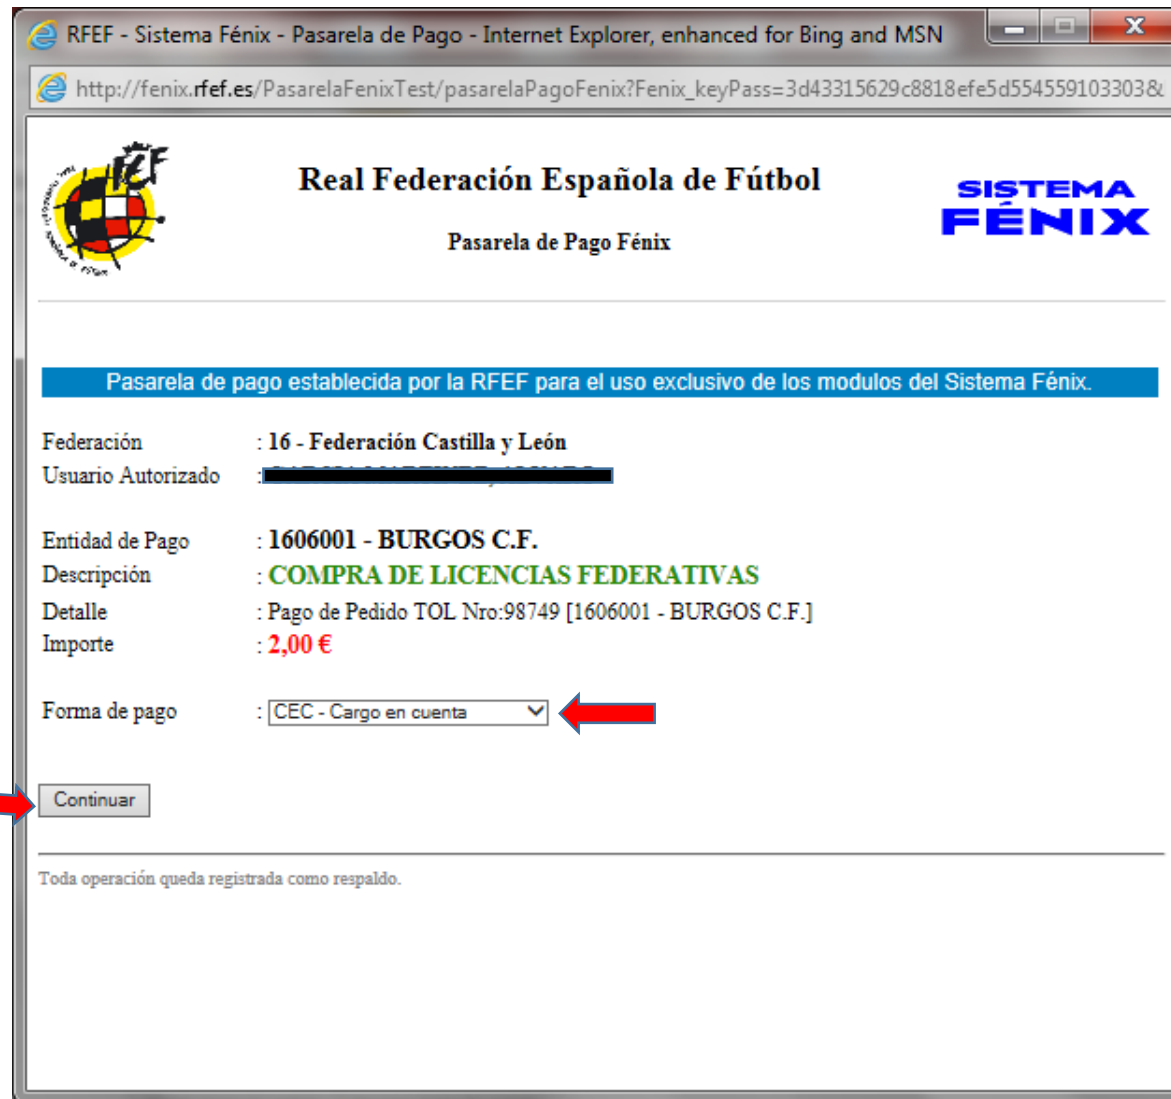 RFEF - Sistema Fénix - Pasarela de Pago - Internet Explorer, enhanced for Bing and MSN
http://fenix.rfef.es/PasarelaFenixTest/pasarelaPagoFenix?Fenix_keyPass=3d43315629c8818efe5d554559103303&
Real Federación Española de Fútbol
SISTEMA
FÉNIX
Pasarela de Pago Fénix
Pasarela de pago establecida por la RFEF para el uso exclusivo de los modulos del Sistema Fénix.
Federación : 16 - Federación Castilla y León
Usuario Autorizado :
Entidad de Pago : 1606001 - BURGOS C.F.
Descripción : COMPRA DE LICENCIAS FEDERATIVAS
Detalle : Pago de Pedido TOL Nro:98749 [1606001 - BURGOS C.F.]
Importe : 2,00 €
Forma de pago : CEC - Cargo en cuenta
Continuar
Toda operación queda registrada como respaldo.